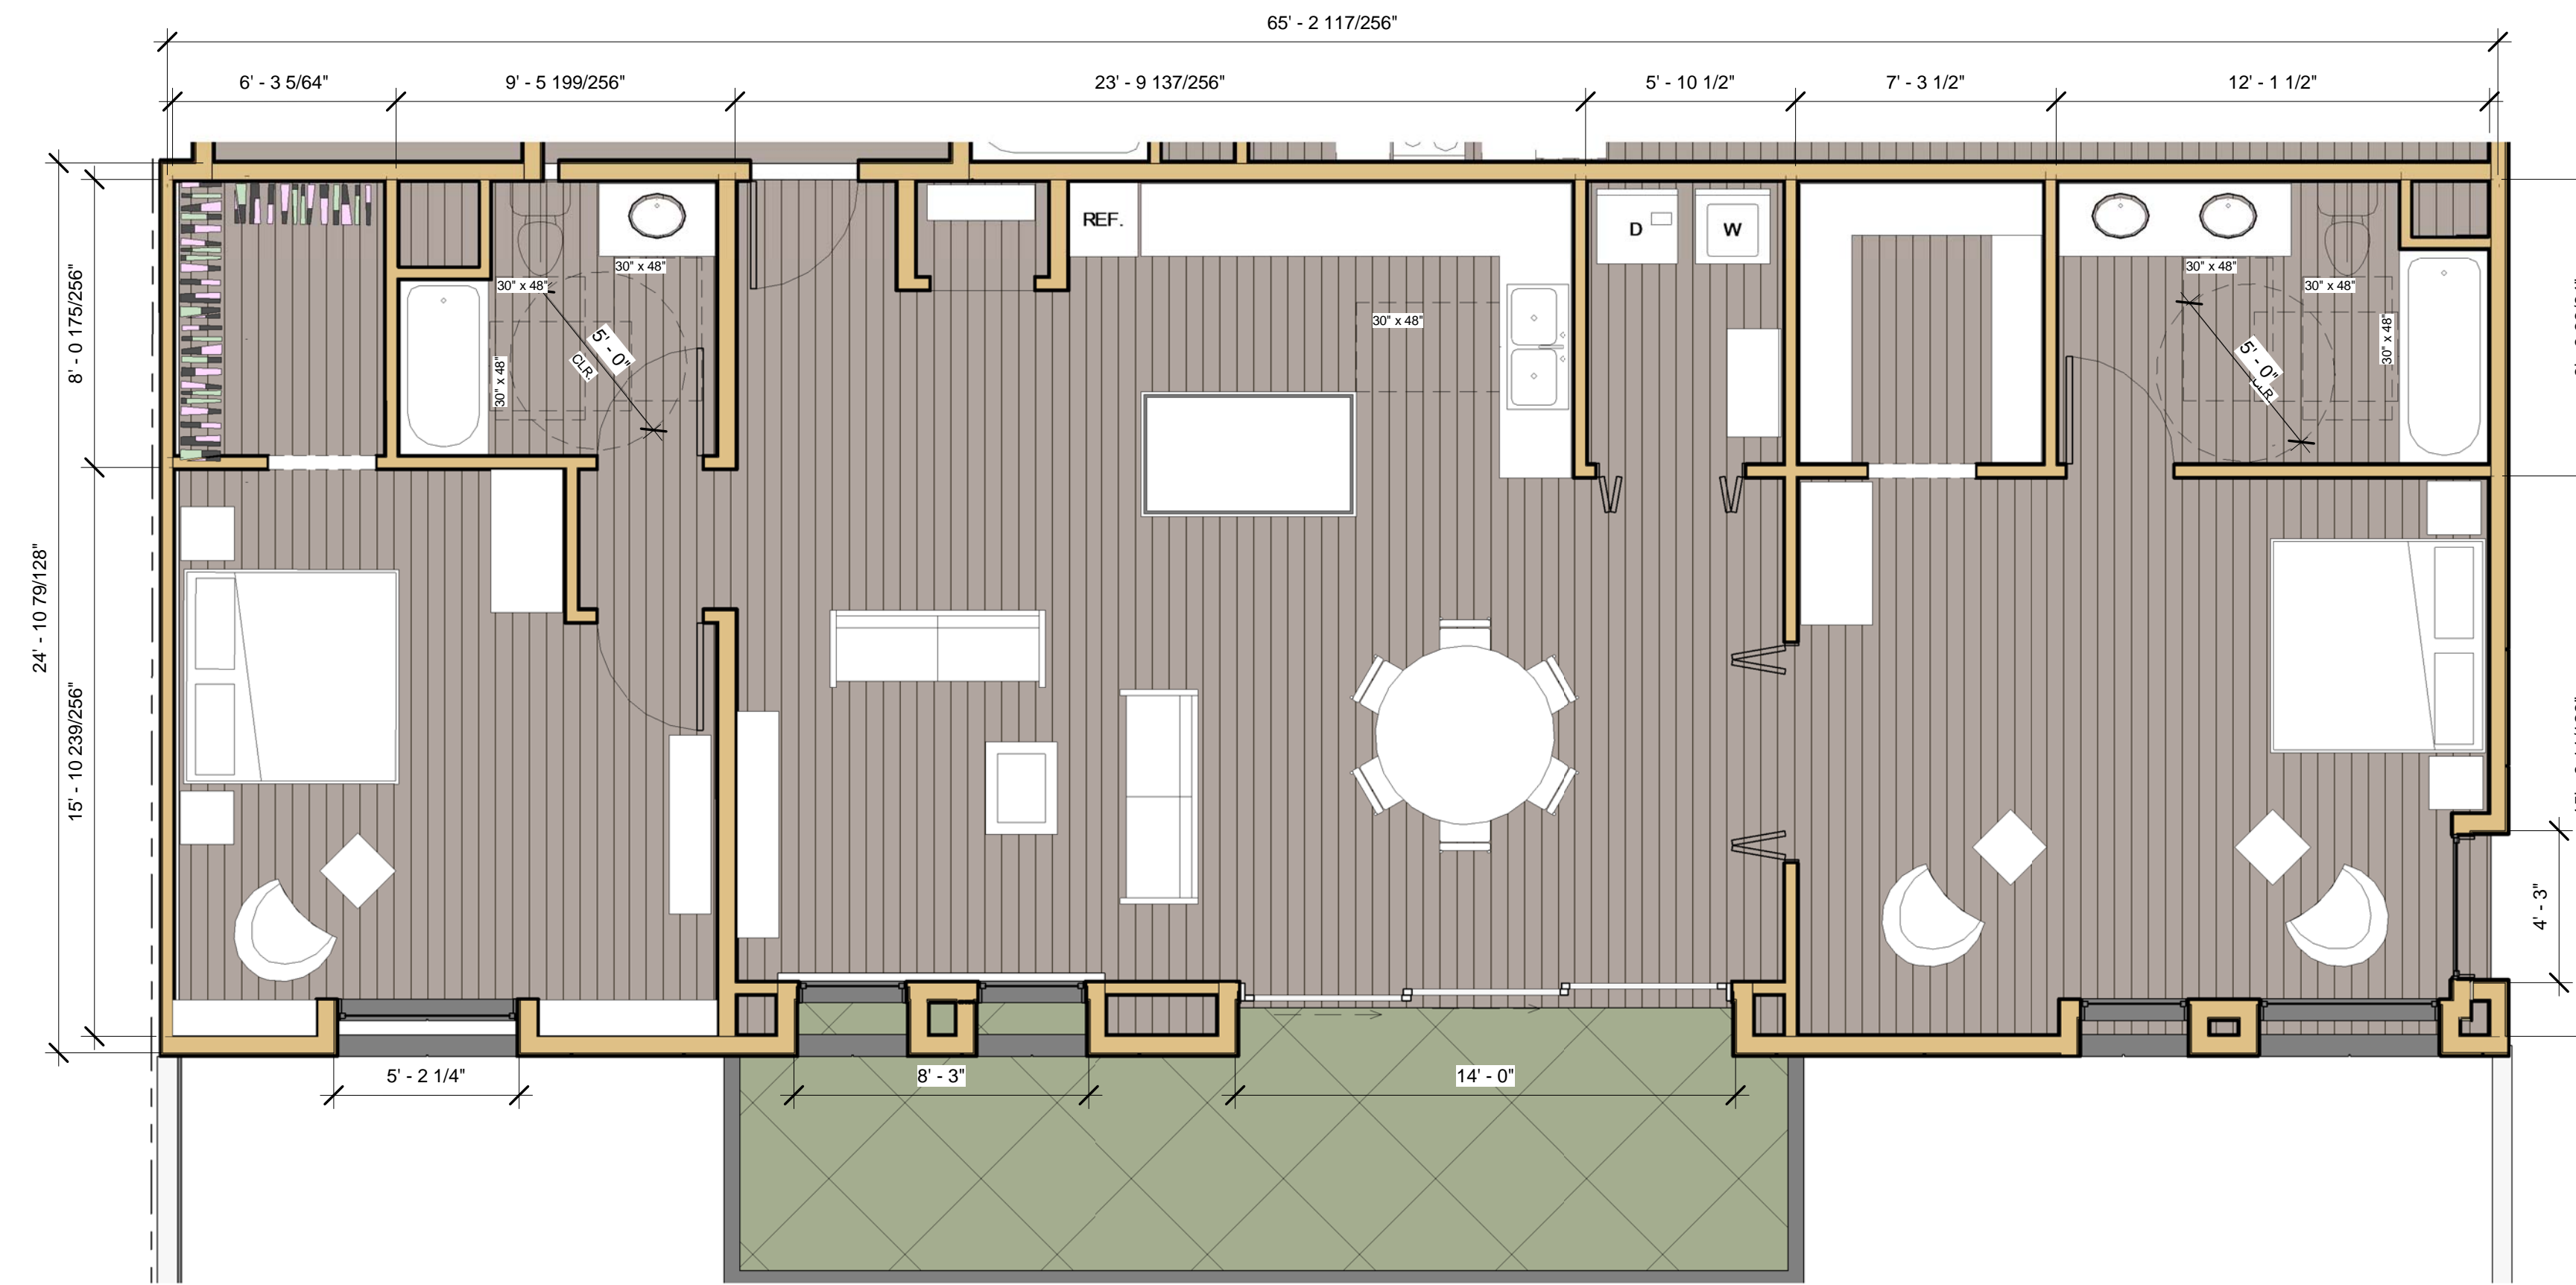 65' - 2 117/256"
6' - 3 5/64"
9' - 5 199/256"
23' - 9 137/256"
5' - 10 1/2"
7' - 3 1/2"
12' - 1 1/2"
REF.
D
W
30" x 48"
30" x 48"
30" x 48"
5' - 0"
CLR.
30" x 48"
30" x 48"
30" x 48"
30" x 48"
5' - 0"
8' - 0 175/256"
24' - 10 79/128"
15' - 10 239/256"
4' - 3"
5' - 2 1/4"
8' - 3"
14' - 0"